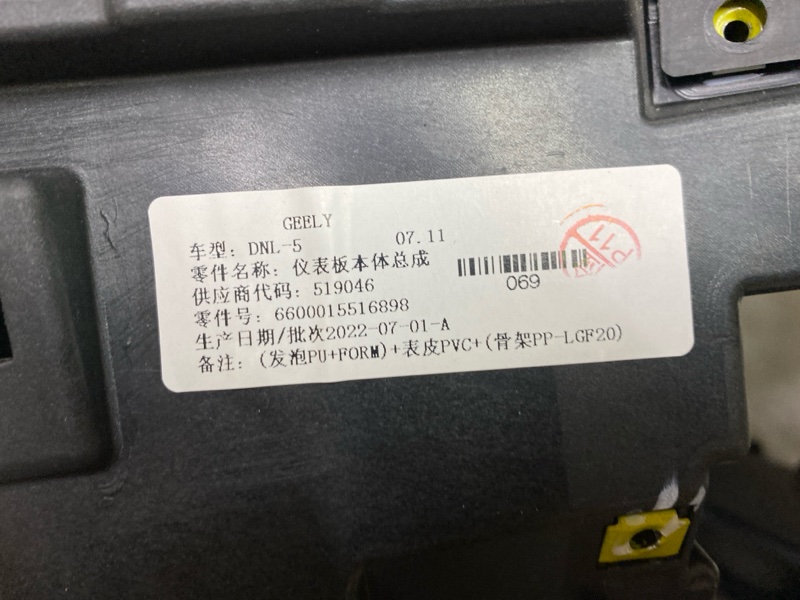 GEELY
车型: DNL-5 07.11
零件名称: 仪表板本体总成
供应商代码: 519046
069
零件号: 6600015516898
生产日期/批次2022-07-01-A
备注: (发泡PU+FORM)+表皮PVC+(骨架PP-LGF20)